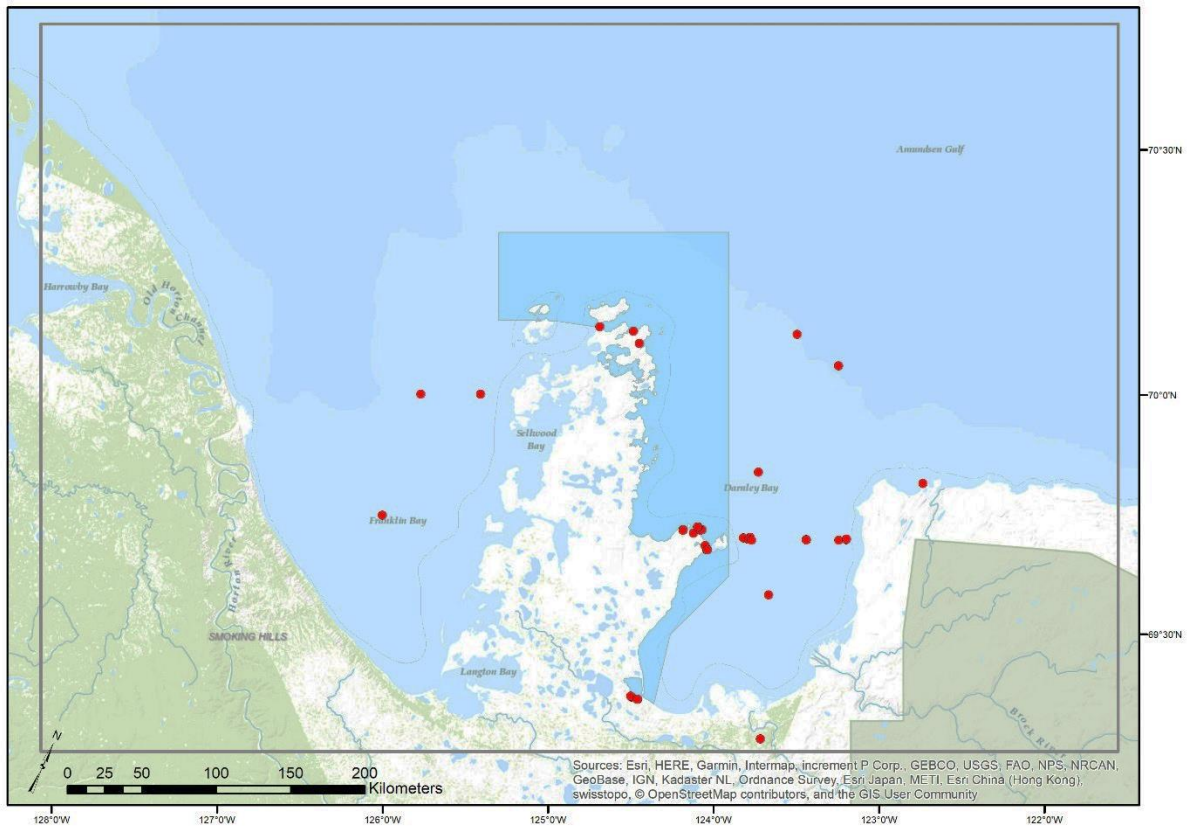 Amundsen Gulf
70°30'N
Harrowby Bay
Old Horton Channel
70°0'N
Sellwood
Bay
Darnley Bay
Franklin Bay
Horton River
SMOKING HILLS
69°30'N
Langton Bay
Brock River
N
Sources: Esri, HERE, Garmin, Intermap, increment P Corp., GEBCO, USGS, FAO, NPS, NRCAN,
GeoBase, IGN, Kadaster NL, Ordnance Survey, Esri Japan, METI, Esri China (Hong Kong),
swisstopo, © OpenStreetMap contributors, and the GIS User Community
0 25 50 100 150 200
Kilometers
128°0'W 127°0'W 126°0'W 125°0'W 124°0'W 123°0'W 122°0'W